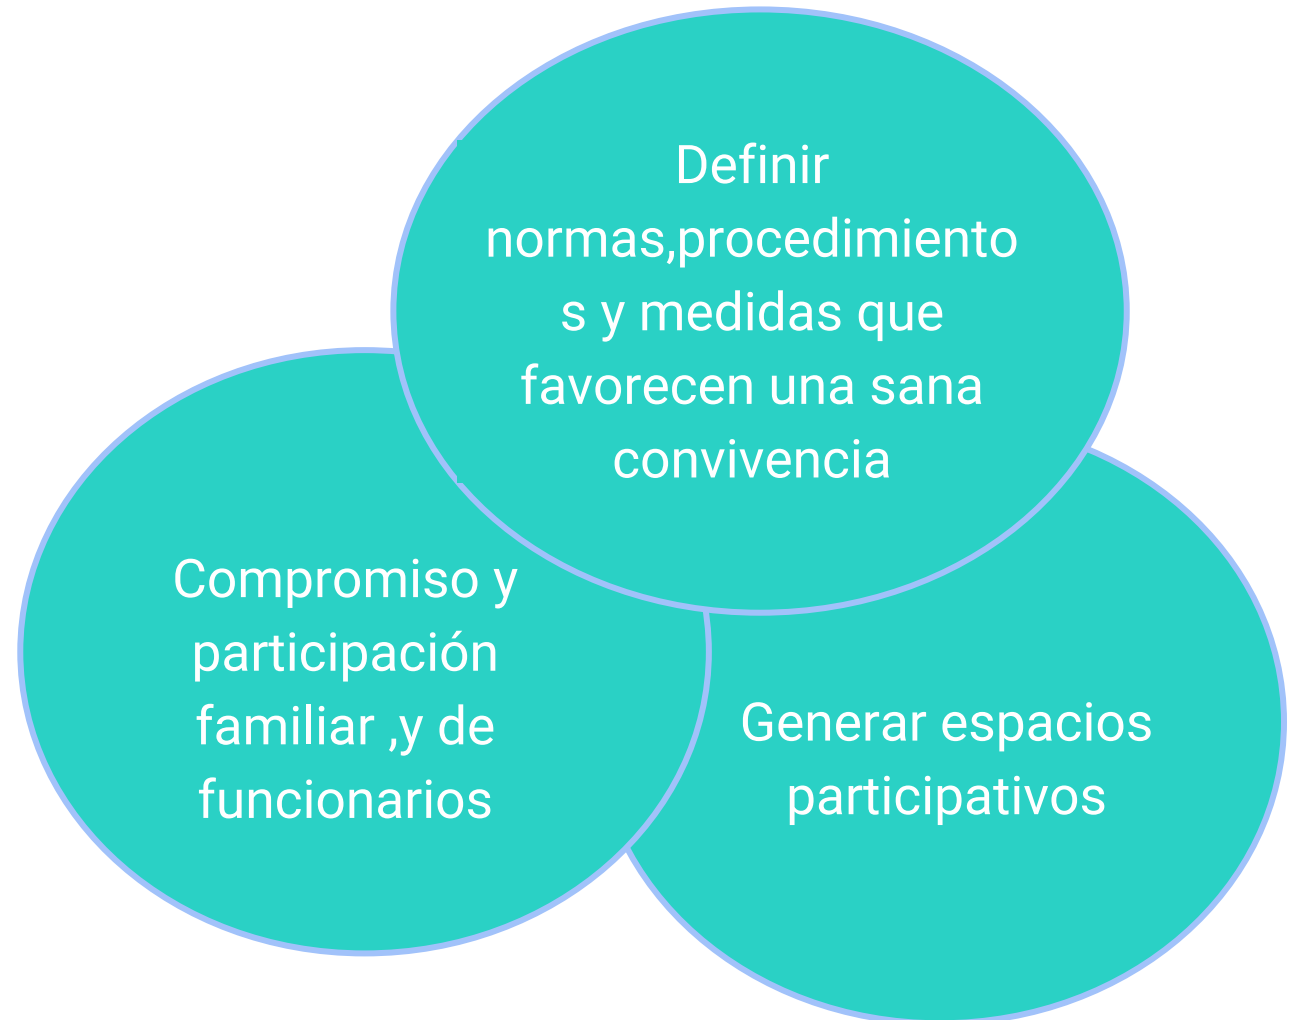 Definir
normas,procedimiento
s y medidas que
favorecen una sana
convivencia
Compromiso y
participación
familiar ,y de
funcionarios
Generar espacios
participativos